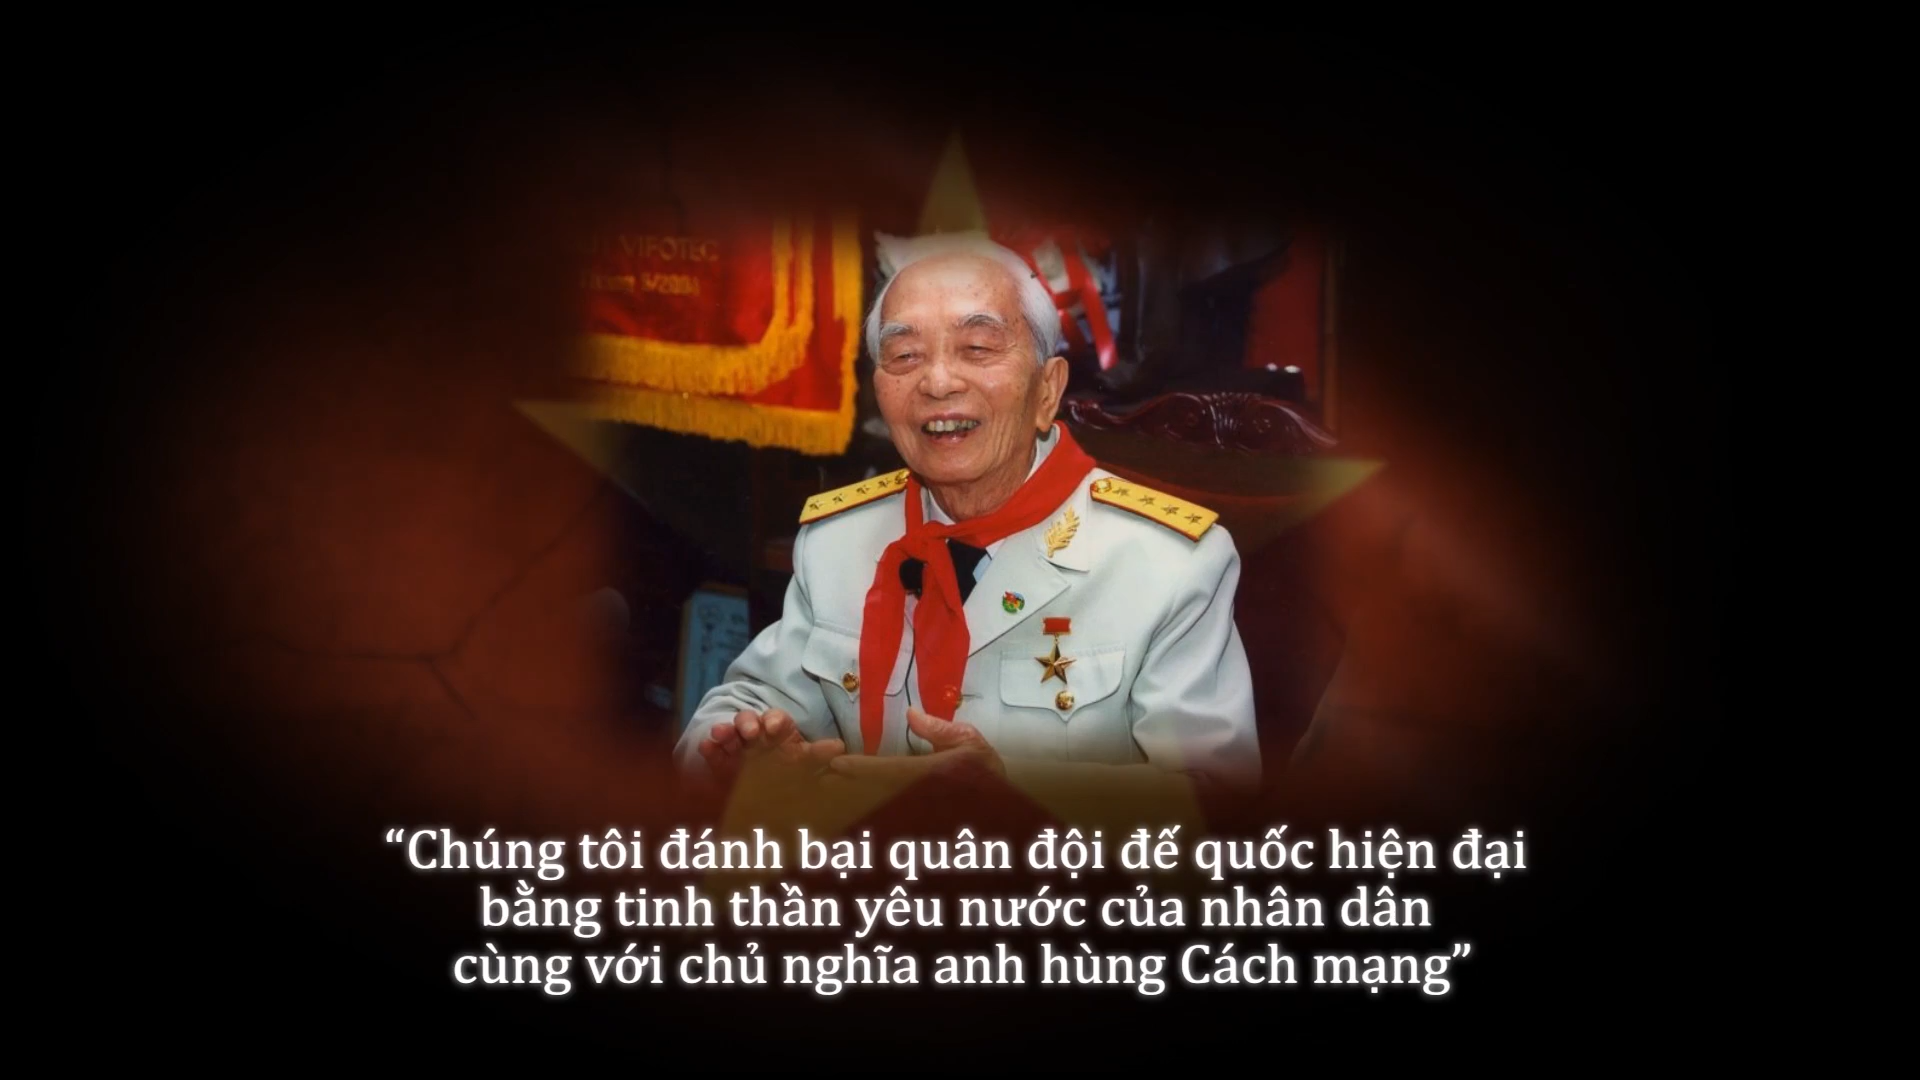 VIFOTEC
“Chúng tôi đánh bại quân đội đế quốc hiện đại
bằng tinh thần yêu nước của nhân dân
cùng với chủ nghĩa anh hùng Cách mạng”